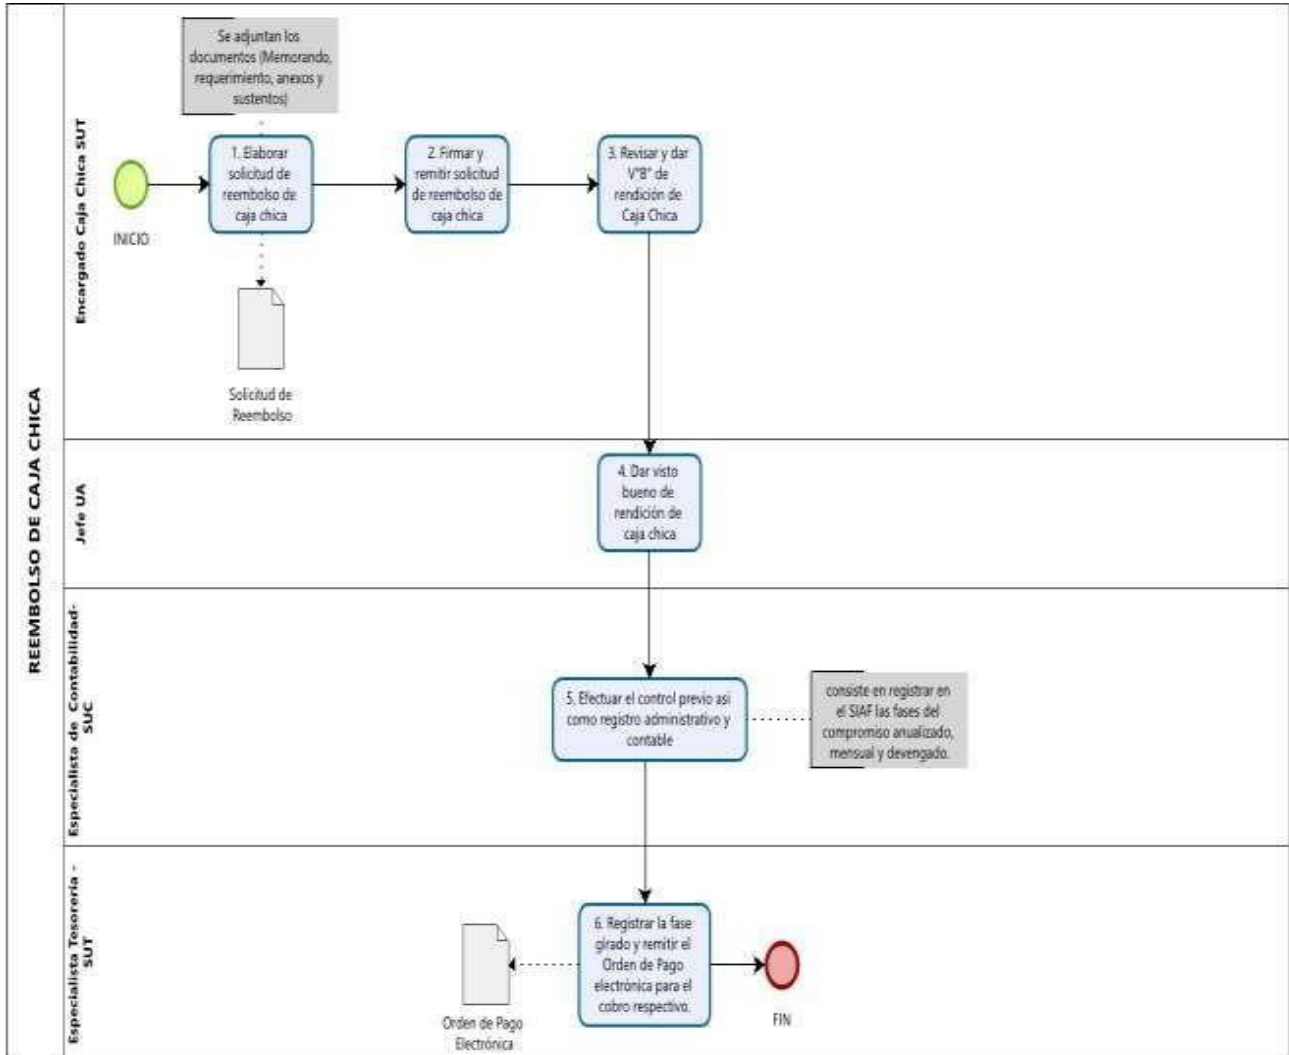 REEMBOLSO DE CAJA CHICA
Encargado Caja Chica SUT
Se adjuntan los
documentos (Memorando,
requerimiento, anexos y
sustentos)
INICIO
1. Elaborar
solicitud de
reembolso de
caja chica
2. Firmar y
remitir solicitud
de reembolso de
caja chica
3. Revisar y dar
V°B° de
rendición de
Caja Chica
Solicitud de
Reembolso
Jefe UA
4. Dar visto
bueno de
rendición de
caja chica
Especialista de Contabilidad-
SUC
5. Efectuar el control previo asi
como registro administrativo y
contable
consiste en registrar en
el SIAF las fases del
compromiso anualizado,
mensual y devengado.
Especialista Tesorería -
SUT
6. Registrar la fase
girado y remitir el
Orden de Pago
electrónica para el
cobro respectivo.
Orden de Pago
Electrónica
FIN